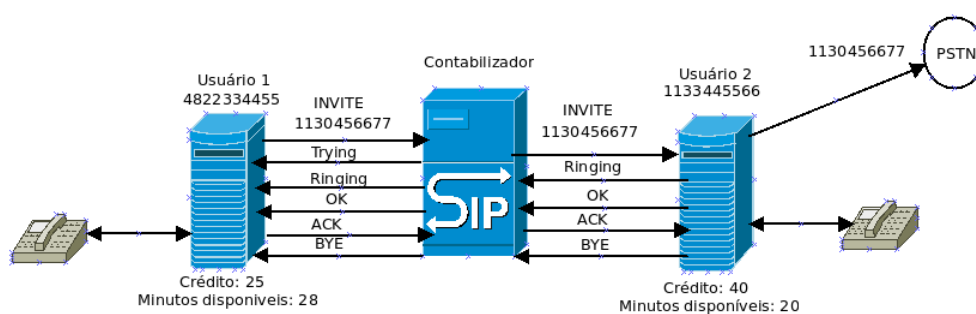 Usuário 1
4822334455
Contabilizador
Usuário 2
1133445566
1130456677
PSTN
INVITE
1130456677
Trying
Ringing
OK
ACK
BYE
SIP
INVITE
1130456677
Ringing
OK
ACK
BYE
Crédito: 25
Minutos disponiveis: 28
Crédito: 40
Minutos disponíveis: 20